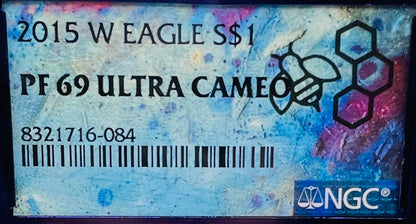 2015 W EAGLE S$1
PF 69 ULTRA CAMEO
8321716-084
NGC®